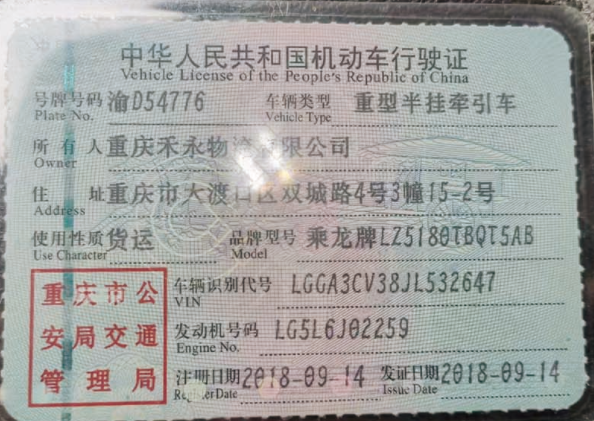 中华人民共和国机动车行驶证
Vehicle License of the People's Republic of China
号牌号码 渝D54776 车辆类型 重型半挂牵引车
Plate No. Vehicle Type
所有人 重庆禾永物流有限公司
Owner
住址 重庆市大渡口区双城路4号3幢15-2号
Address
使用性质 货运 品牌型号 乘龙牌LZ5180TBQT5AB
Use Character Model
重庆市公
安局交通
管理局
车辆识别代号 LGGA3CV38JL532647
VIN
发动机号码 LG5L6J02259
Engine No.
注册日期 2018-09-14 发证日期 2018-09-14
Register Date Issue Date